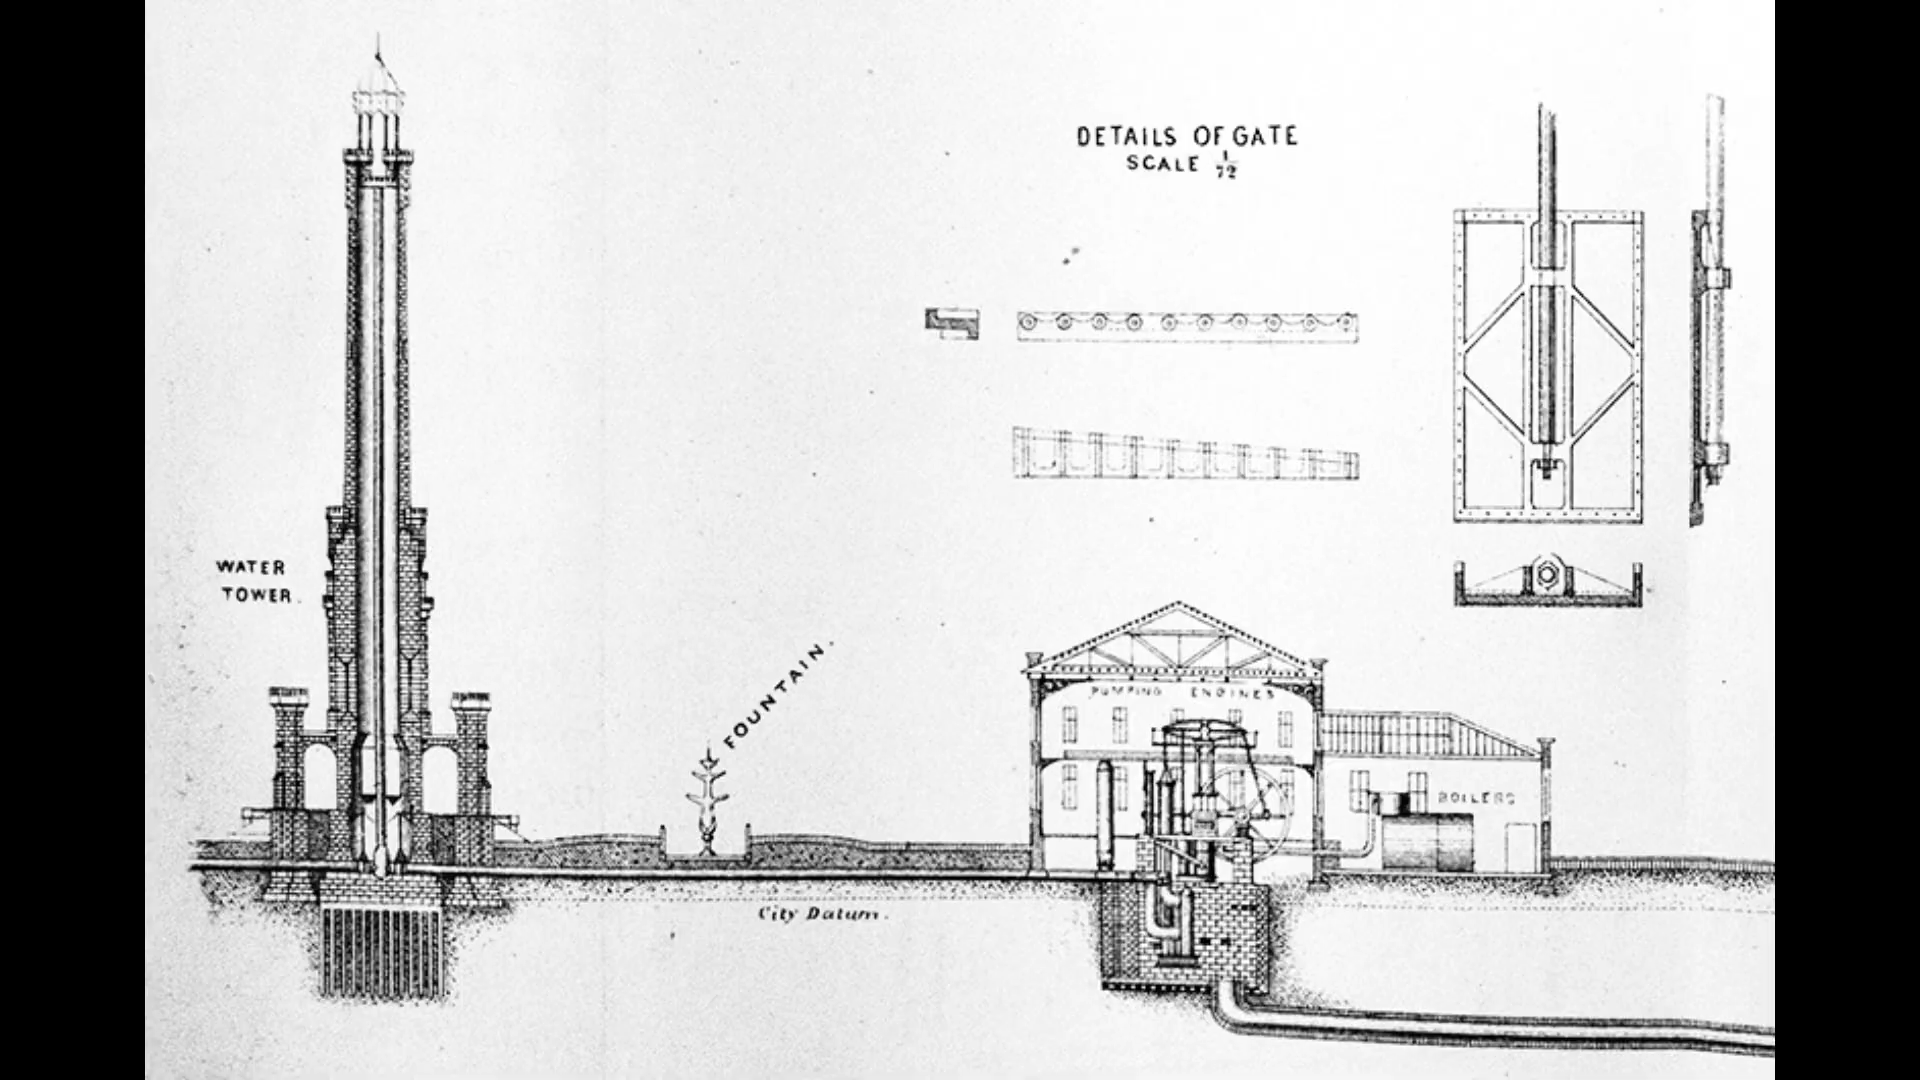 DETAILS OF GATE
SCALE 1/72
WATER
TOWER.
FOUNTAIN.
PUMPING ENGINES
BOILERS
City Datum.